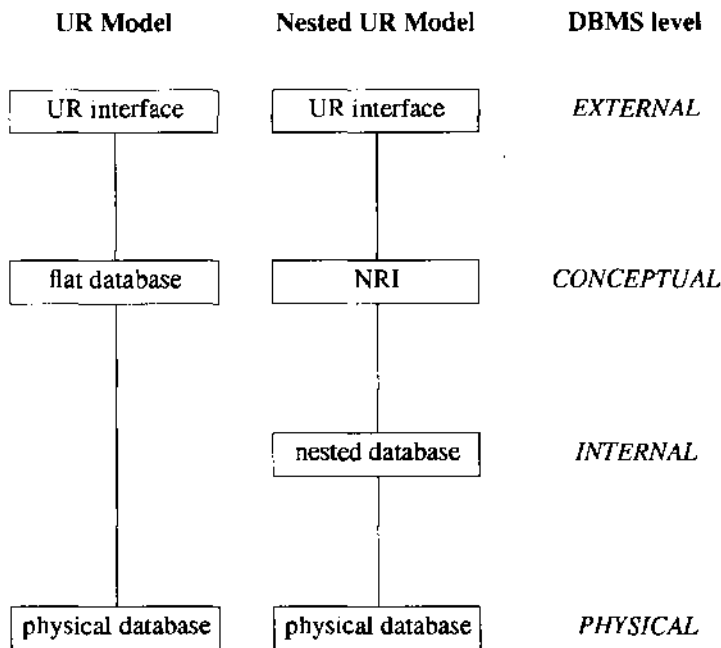 UR Model Nested UR Model DBMS level
UR interface UR interface EXTERNAL
flat database NRI CONCEPTUAL
nested database INTERNAL
physical database physical database PHYSICAL